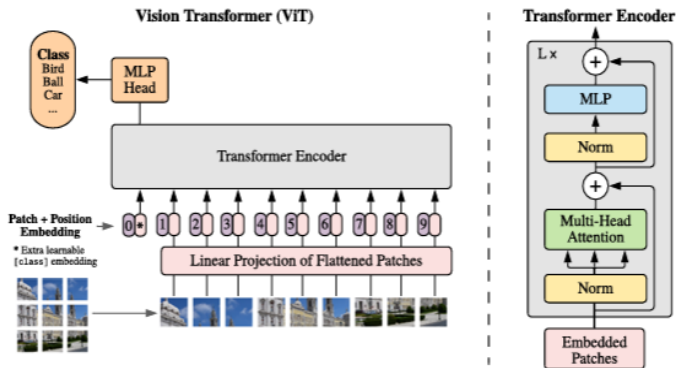 Vision Transformer (ViT)
Class
Bird
Ball
Car
...
MLP
Head
Transformer Encoder
Patch + Position
Embedding
0 * 1 2 3 4 5 6 7 8 9
* Extra learnable
[class] embedding
Linear Projection of Flattened Patches
Transformer Encoder
L x
+
MLP
Norm
+
Multi-Head
Attention
Norm
Embedded
Patches